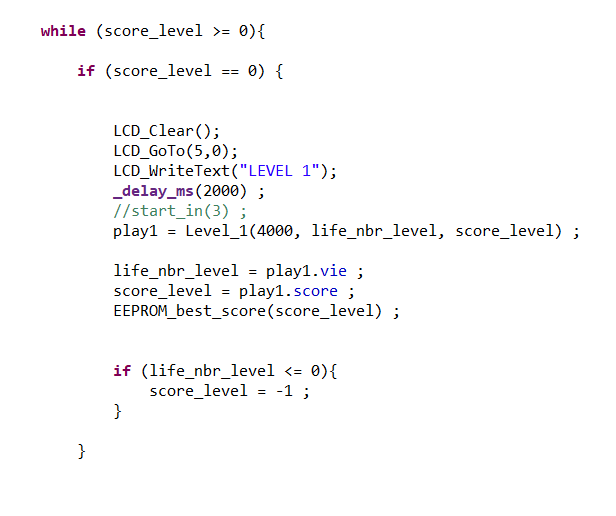 while (score_level >= 0){
if (score_level == 0) {
LCD_Clear();
LCD_GoTo(5,0);
LCD_WriteText("LEVEL 1");
_delay_ms(2000) ;
//start_in(3) ;
play1 = Level_1(4000, life_nbr_level, score_level) ;
life_nbr_level = play1.vie ;
score_level = play1.score ;
EEPROM_best_score(score_level) ;
if (life_nbr_level <= 0){
score_level = -1 ;
}
}